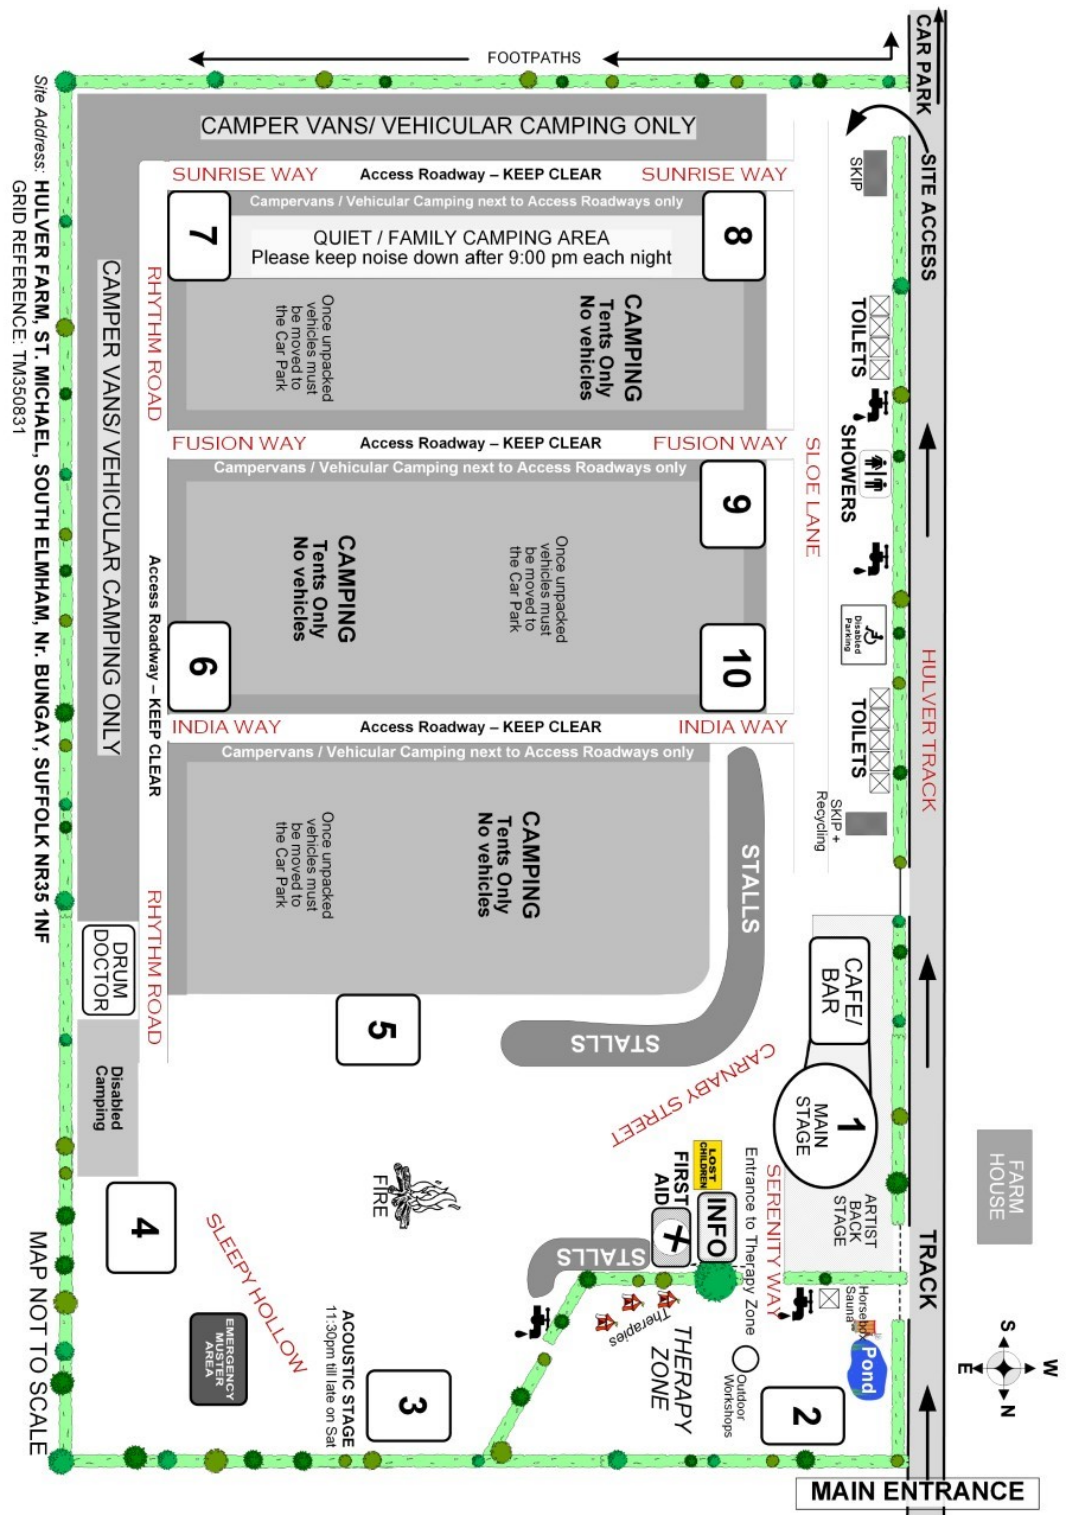 FOOTPATHS
CAR PARK
SITE ACCESS
CAMPER VANS/ VEHICULAR CAMPING ONLY
SKIP
SUNRISE WAY
Access Roadway – KEEP CLEAR
SUNRISE WAY
Campervans / Vehicular Camping next to Access Roadways only
7
QUIET / FAMILY CAMPING AREA
Please keep noise down after 9:00 pm each night
8
TOILETS
CAMPING
Tents Only
No vehicles
Once unpacked
vehicles must
be moved to
the Car Park
RHYTHM ROAD
CAMPER VANS/ VEHICULAR CAMPING ONLY
FUSION WAY
Access Roadway – KEEP CLEAR
FUSION WAY
Campervans / Vehicular Camping next to Access Roadways only
SLOE LANE
SHOWERS
9
CAMPING
Tents Only
No vehicles
Once unpacked
vehicles must
be moved to
the Car Park
Access Roadway – KEEP CLEAR
6
10
Disabled
Parking
HULVER TRACK
TOILETS
INDIA WAY
Access Roadway – KEEP CLEAR
INDIA WAY
Campervans / Vehicular Camping next to Access Roadways only
SKIP +
Recycling
CAMPING
Tents Only
No vehicles
Once unpacked
vehicles must
be moved to
the Car Park
STALLS
STALLS
RHYTHM ROAD
DRUM
DOCTOR
5
CAFE/
BAR
CARNABY STREET
1
MAIN
STAGE
Disabled
Camping
FARM
HOUSE
LOST
CHILDREN
FIRST
AID
INFO
Entrance to Therapy Zone
SERENITY WAY
ARTIST
BACK
STAGE
TRACK
FIRE
4
SLEEPY HOLLOW
STALLS
Therapies
THERAPY
ZONE
Horsebox
Sauna
Pond
Outdoor
Workshops
2
EMERGENCY
MUSTER
AREA
ACOUSTIC STAGE
11:30pm till late on Sat
3
S
W
E
N
MAIN ENTRANCE
MAP NOT TO SCALE
Site Address: HULVER FARM, ST. MICHAEL, SOUTH ELMHAM, Nr. BUNGAY, SUFFOLK NR35 1NF
GRID REFERENCE: TM350831